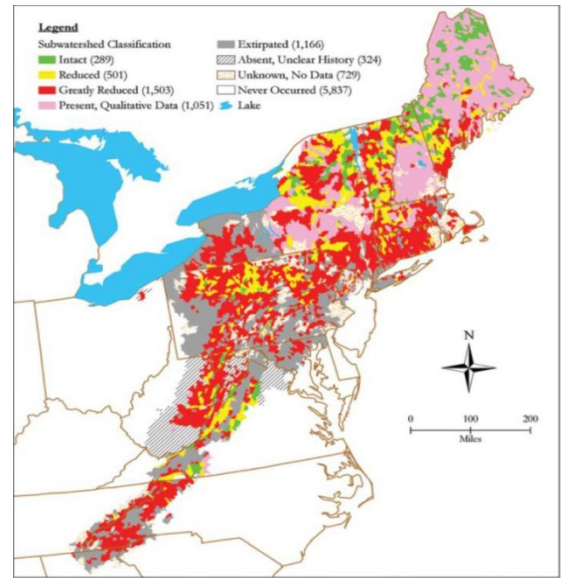 Legend
Subwatershed Classification
Intact (289)
Reduced (501)
Greatly Reduced (1,503)
Present, Qualitative Data (1,051)
Extirpated (1,166)
Absent, Unclear History (324)
Unknown, No Data (729)
Never Occurred (5,837)
Lake
N
0 100 200
Miles